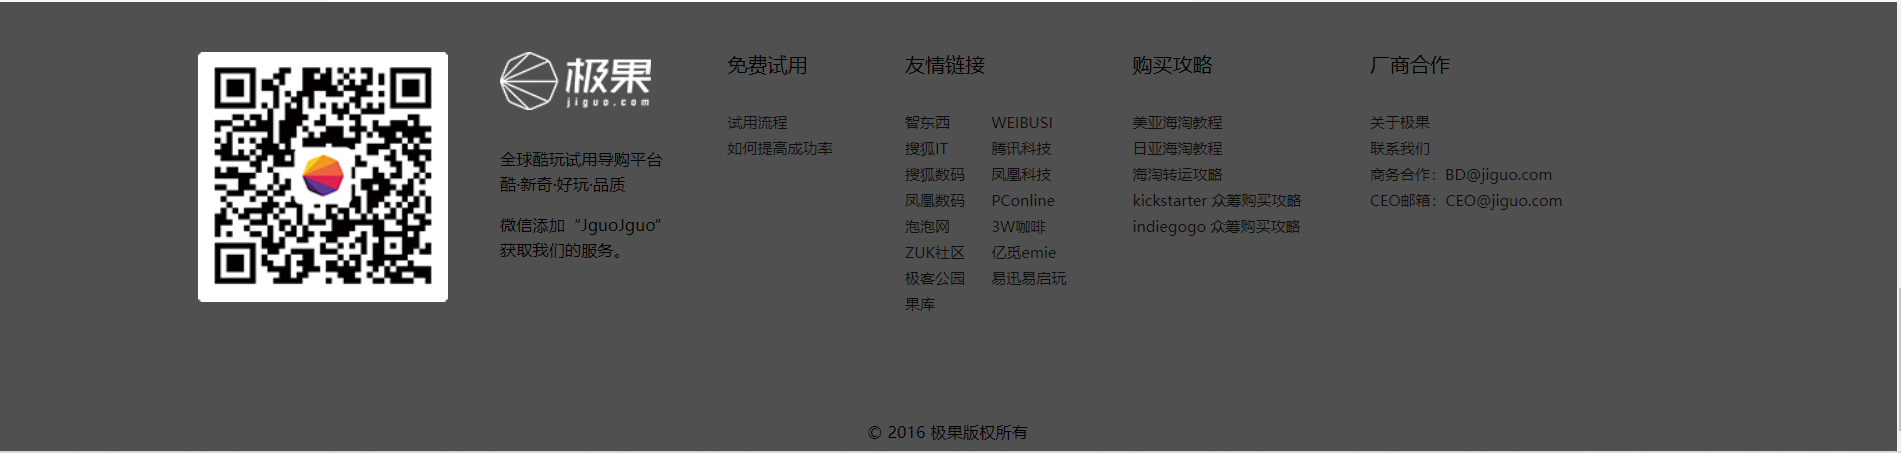 极果
jiguo.com
全球酷玩试用导购平台
酷·新奇·好玩·品质
微信添加“JguoJguo”
获取我们的服务。
免费试用
试用流程
如何提高成功率
友情链接
智东西 WEIBUSI
搜狐IT 腾讯科技
搜狐数码 凤凰科技
凤凰数码 PConline
泡泡网 3W咖啡
ZUK社区 亿觅emie
极客公园 易迅易启玩
果库
购买攻略
美亚海淘教程
日亚海淘教程
海淘转运攻略
kickstarter 众筹购买攻略
indiegogo 众筹购买攻略
厂商合作
关于极果
联系我们
商务合作：BD@jiguo.com
CEO邮箱：CEO@jiguo.com
© 2016 极果版权所有